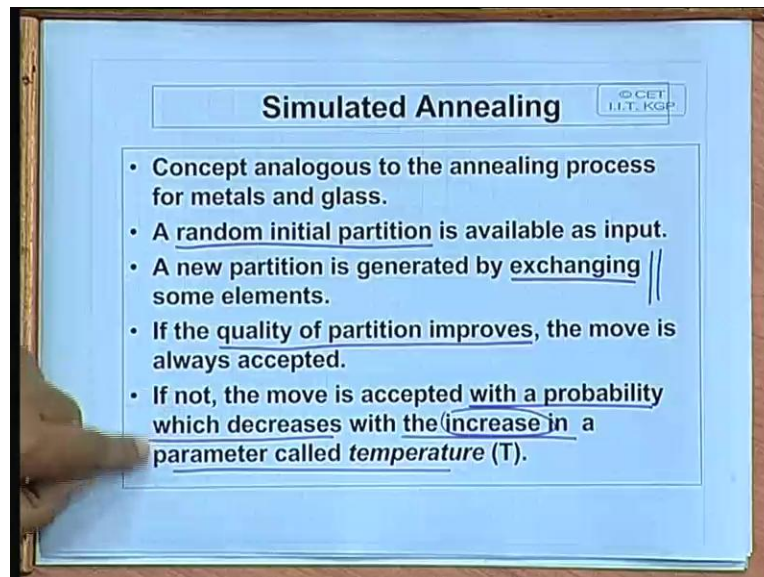 Simulated Annealing
© CET
I.I.T. KGP
• Concept analogous to the annealing process
for metals and glass.
• A random initial partition is available as input.
• A new partition is generated by exchanging
some elements.
• If the quality of partition improves, the move is
always accepted.
• If not, the move is accepted with a probability
which decreases with the increase in a
parameter called temperature (T).